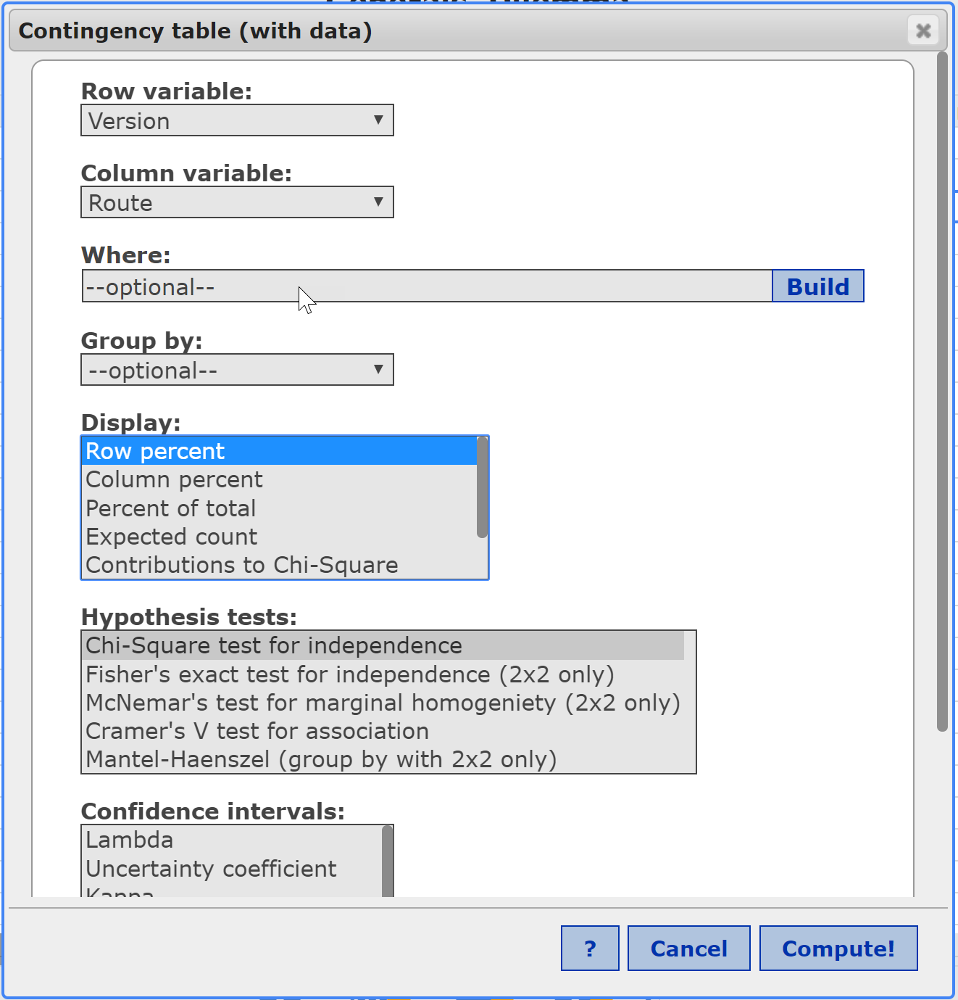 Contingency table (with data)
Row variable:
Version
Column variable:
Route
Where:
--optional--
Build
Group by:
--optional--
Display:
Row percent
Column percent
Percent of total
Expected count
Contributions to Chi-Square
Hypothesis tests:
Chi-Square test for independence
Fisher's exact test for independence (2x2 only)
McNemar's test for marginal homogeniety (2x2 only)
Cramer's V test for association
Mantel-Haenszel (group by with 2x2 only)
Confidence intervals:
Lambda
Uncertainty coefficient
Kappa
?
Cancel
Compute!